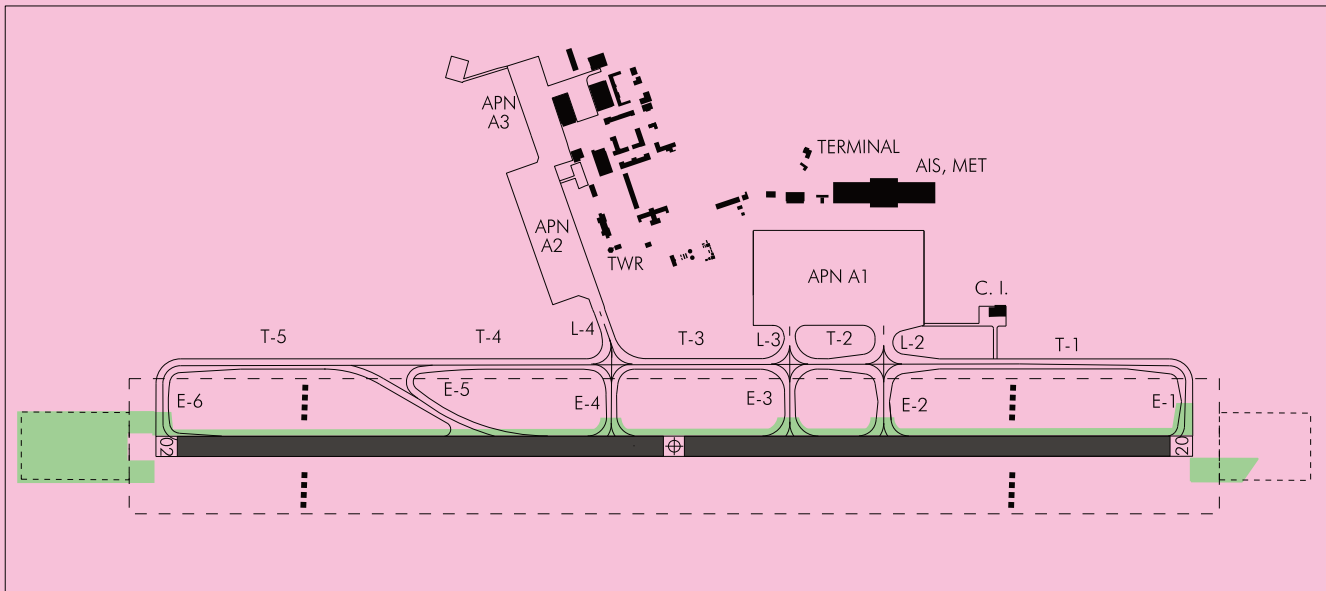 APN
A3
TERMINAL
AIS, MET
APN
A2
TWR
APN A1
C. I.
T-5
T-4
L-4
T-3
L-3
T-2
L-2
T-1
E-6
E-5
E-4
E-3
E-2
E-1
02
20